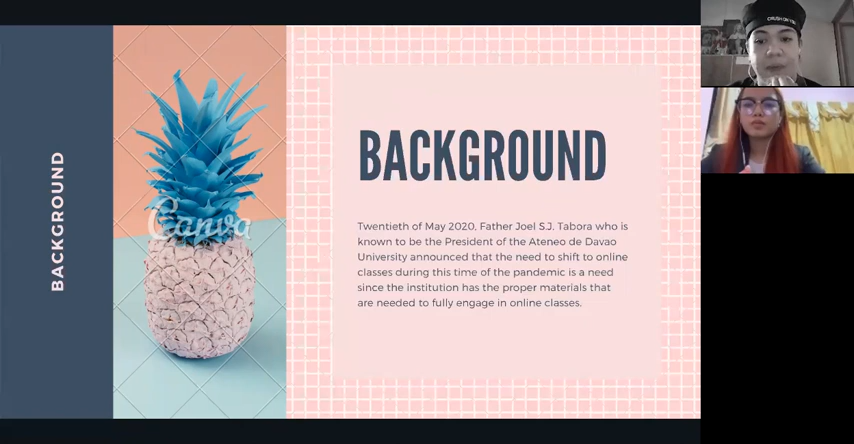 BACKGROUND
Canva
BACKGROUND
Twentieth of May 2020, Father Joel S.J. Tabora who is
known to be the President of the Ateneo de Davao
University announced that the need to shift to online
classes during this time of the pandemic is a need
since the institution has the proper materials that
are needed to fully engage in online classes.